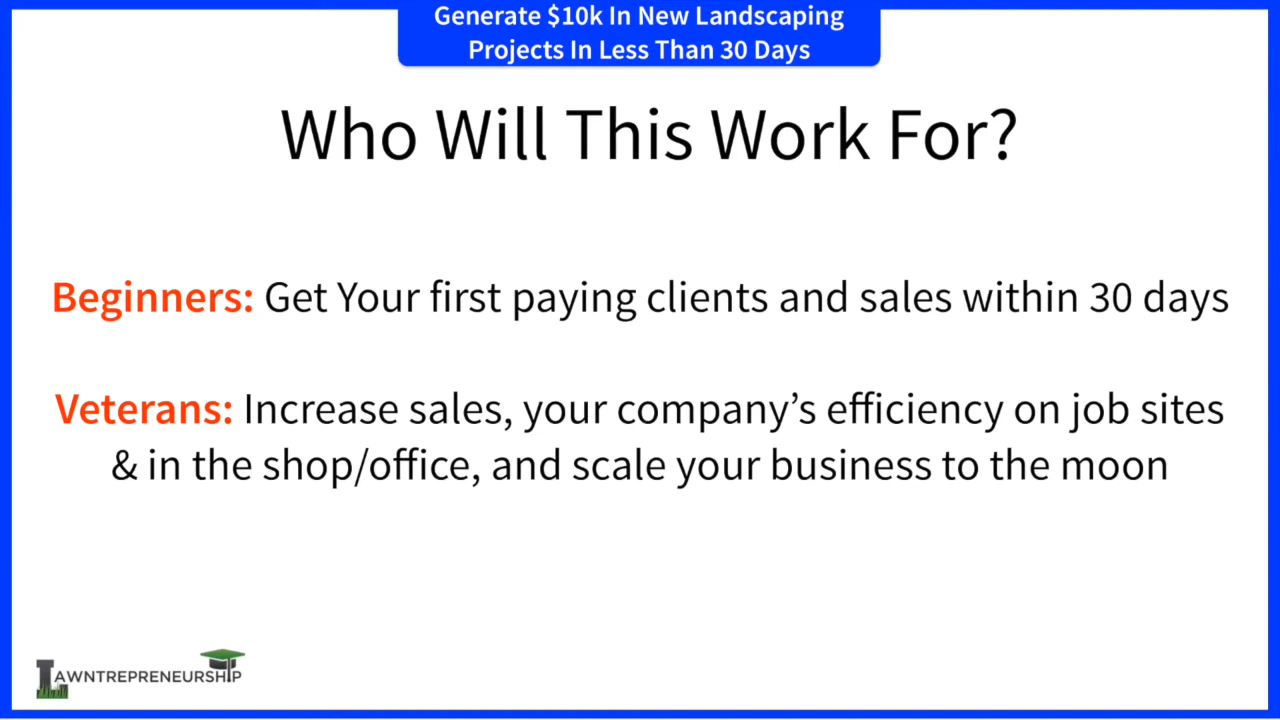 Generate $10k In New Landscaping
Projects In Less Than 30 Days
Who Will This Work For?
Beginners: Get Your first paying clients and sales within 30 days
Veterans: Increase sales, your company’s efficiency on job sites
& in the shop/office, and scale your business to the moon
LAWNTREPRENEURSHIP